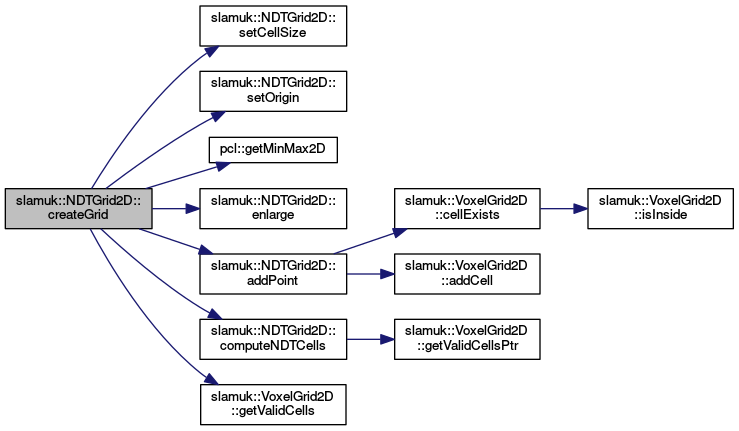 slamuk::NDTGrid2D::
setCellSize
slamuk::NDTGrid2D::
setOrigin
pcl::getMinMax2D
slamuk::NDTGrid2D::
createGrid
slamuk::NDTGrid2D::
enlarge
slamuk::VoxelGrid2D
::cellExists
slamuk::VoxelGrid2D
::isInside
slamuk::NDTGrid2D::
addPoint
slamuk::VoxelGrid2D
::addCell
slamuk::NDTGrid2D::
computeNDTCells
slamuk::VoxelGrid2D
::getValidCellsPtr
slamuk::VoxelGrid2D
::getValidCells